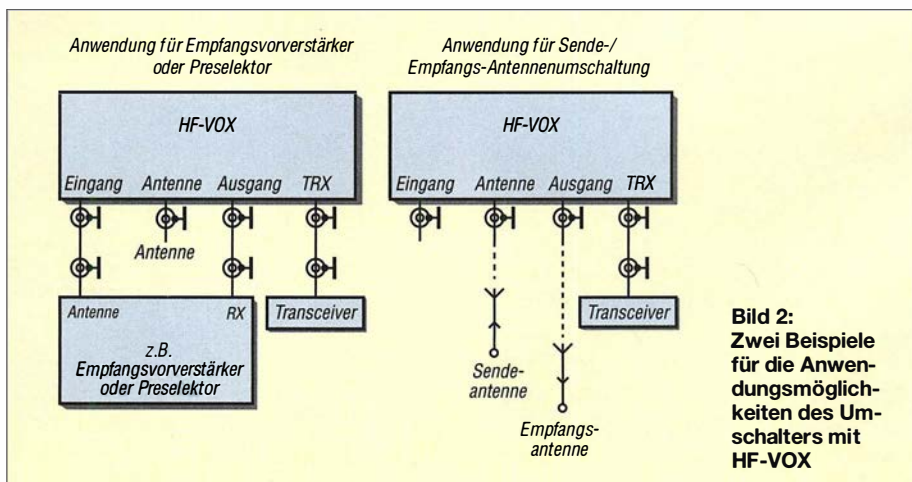 Anwendung für Empfangsvorverstärker
oder Preselektor
HF-VOX
Eingang Antenne Ausgang TRX
Antenne
Antenne RX
z.B.
Empfangsvorverstärker
oder Preselektor
Transceiver
Anwendung für Sende-/
Empfangs-Antennenumschaltung
HF-VOX
Eingang Antenne Ausgang TRX
Transceiver
Sende-
antenne
Empfangs-
antenne
Bild 2:
Zwei Beispiele
für die Anwen-
dungsmöglich-
keiten des Um-
schalters mit
HF-VOX